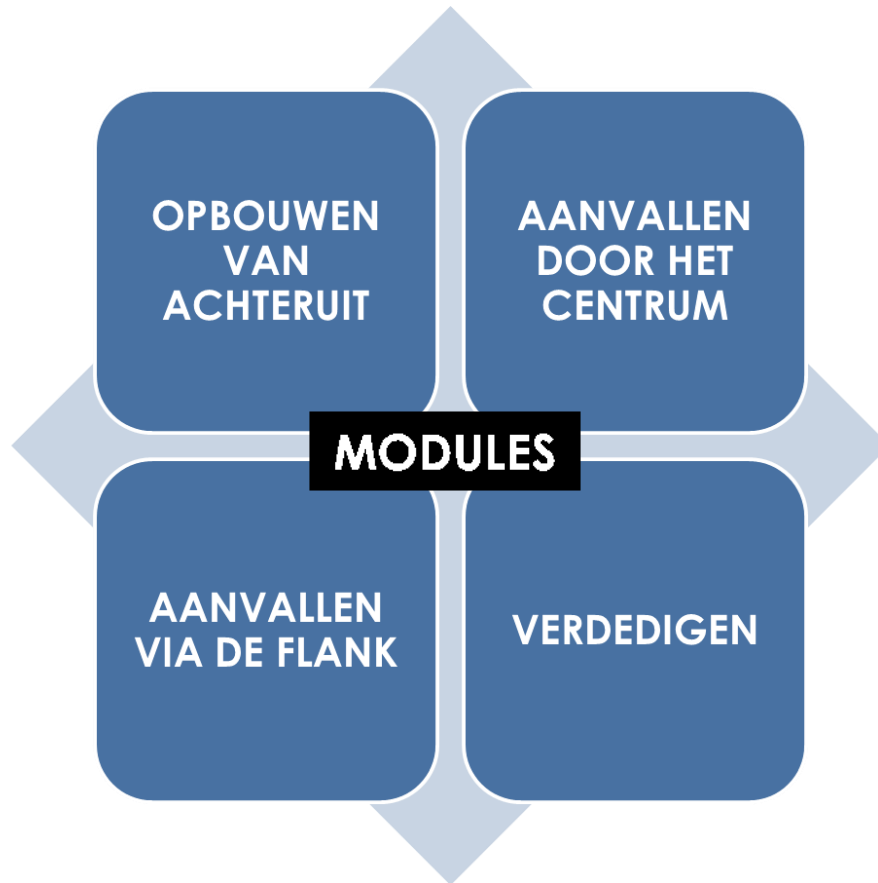 OPBOUWEN
VAN
ACHTERUIT
AANVALLEN
DOOR HET
CENTRUM
MODULES
AANVALLEN
VIA DE FLANK
VERDEDIGEN